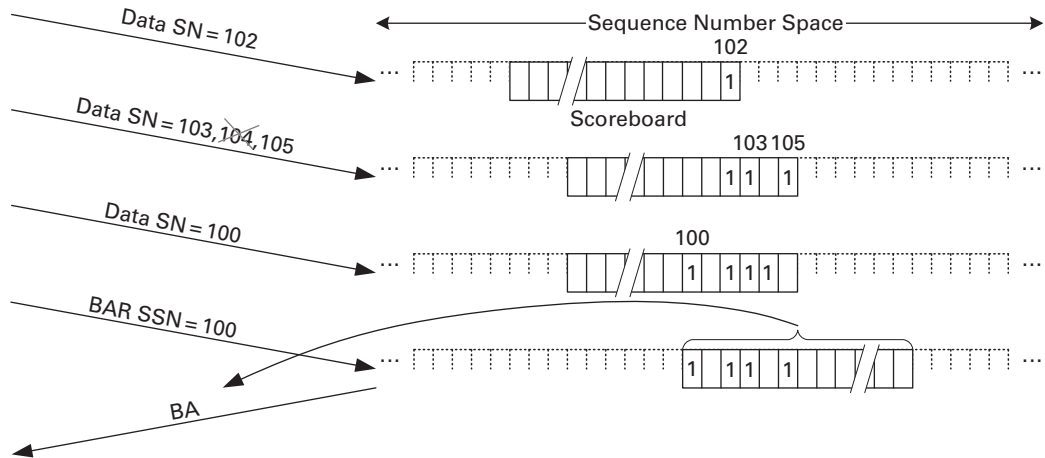 Data SN = 102
Sequence Number Space
102
... 1 ...
Scoreboard
Data SN = 103,104,105
103 105
... 1 1 1 ...
Data SN = 100
100
... 1 1 1 1 ...
BAR SSN = 100
... 1 1 1 1 ...
BA